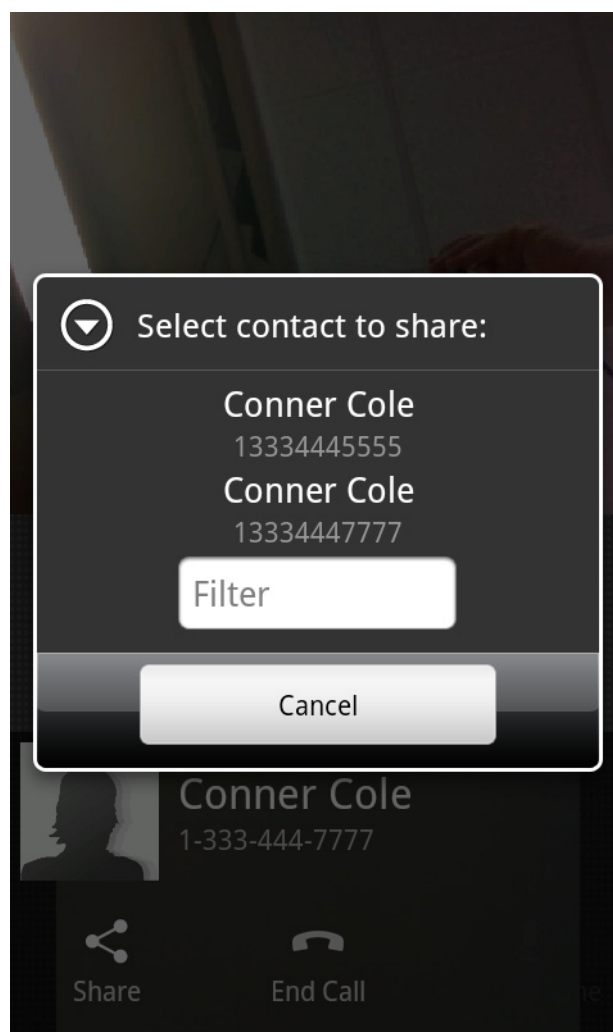 Select contact to share:
Conner Cole
13334445555
Conner Cole
13334447777
Filter
Cancel
Conner Cole
1-333-444-7777
Share
End Call